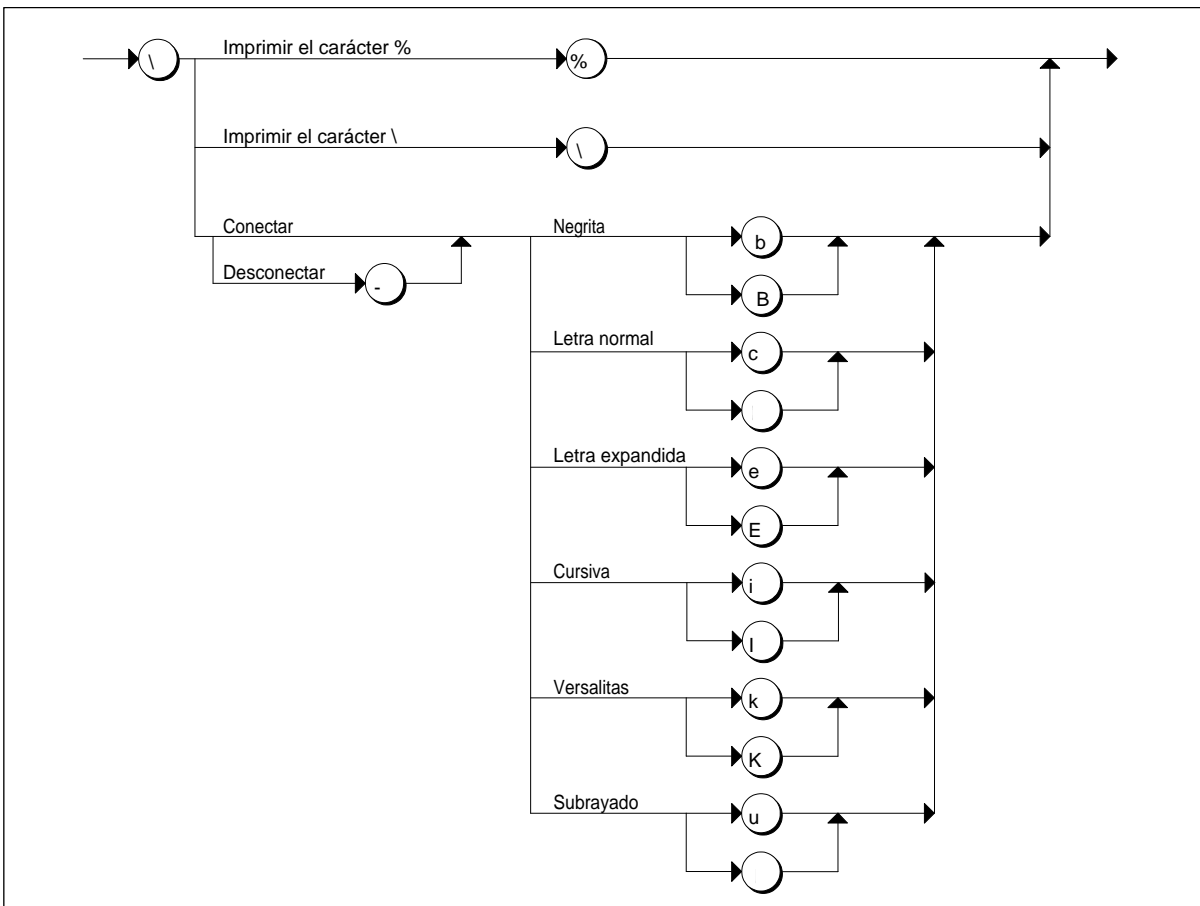 \
Imprimir el carácter %
%
Imprimir el carácter \
\
Conectar
Desconectar
-
Negrita
b
B
Letra normal
c
Letra expandida
e
E
Cursiva
i
I
Versalitas
k
K
Subrayado
u